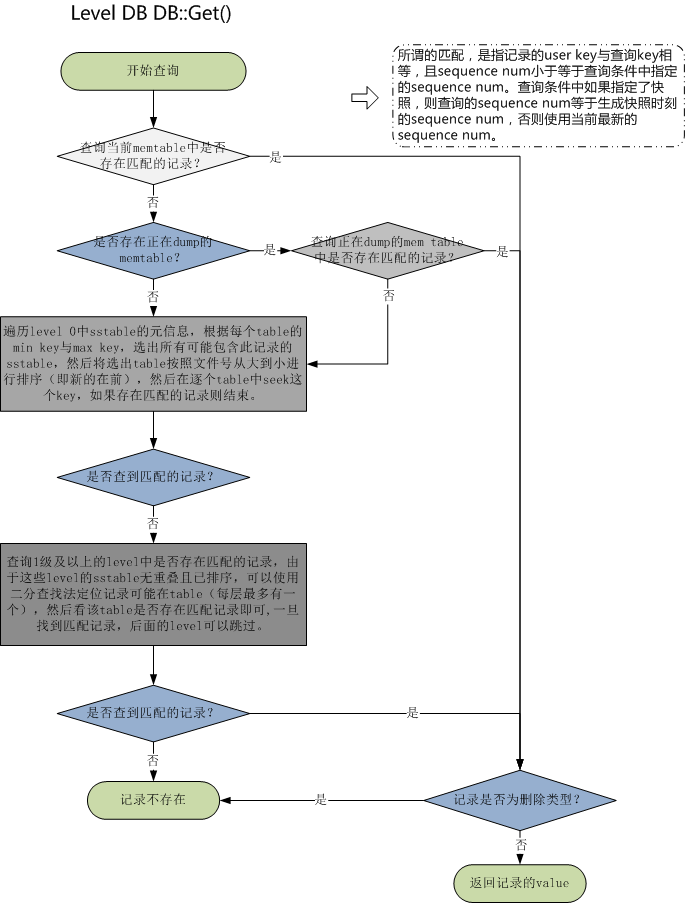 Level DB DB::Get()
所谓的匹配，是指记录的user key与查询key相
等，且sequence num小于等于查询条件中指定
的sequence num。查询条件中如果指定了快
照，则查询的sequence num等于生成快照时刻
的sequence num，否则使用当前最新的
sequence num。
开始查询
查询当前memtable中是否
存在匹配的记录？
是
否
是否存在正在dump的
memtable？
是
查询正在dump的mem table
中是否存在匹配的记录？
是
否
否
遍历level 0中sstable的元信息，根据每个table的
min key与max key，选出所有可能包含此记录的
sstable，然后将选出table按照文件号从大到小进
行排序（即新的在前），然后在逐个table中seek这
个key，如果存在匹配的记录则结束。
是否查到匹配的记录？
否
查询1级及以上的level中是否存在匹配的记录，由
于这些level的sstable无重叠且已排序，可以使用
二分查找法定位记录可能在table（每层最多有一
个），然后看该table是否存在匹配记录即可,一旦
找到匹配记录，后面的level可以跳过。
是否查到匹配的记录？
是
否
记录不存在
是
记录是否为删除类型？
否
返回记录的value